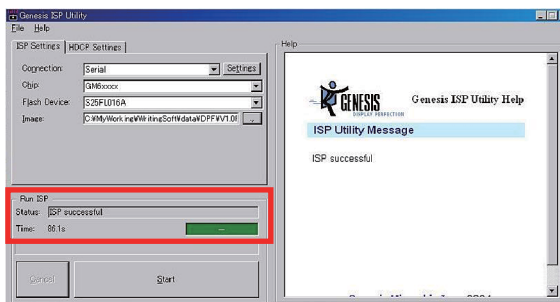 Genesis ISP Utility
File Help
ISP Settings HDCP Settings
Connection: Serial Settings
Chip: GM6xxxx
Flash Device: S25FL016A
Image: C:¥MyWorking¥WritingSoft¥data¥DPF¥V1.0 ...
Run ISP
Status: ISP successful
Time: 86.1s
Cancel Start
Help
GENESIS
DISPLAY PERFECTION
Genesis ISP Utility Help
ISP Utility Message
ISP successful